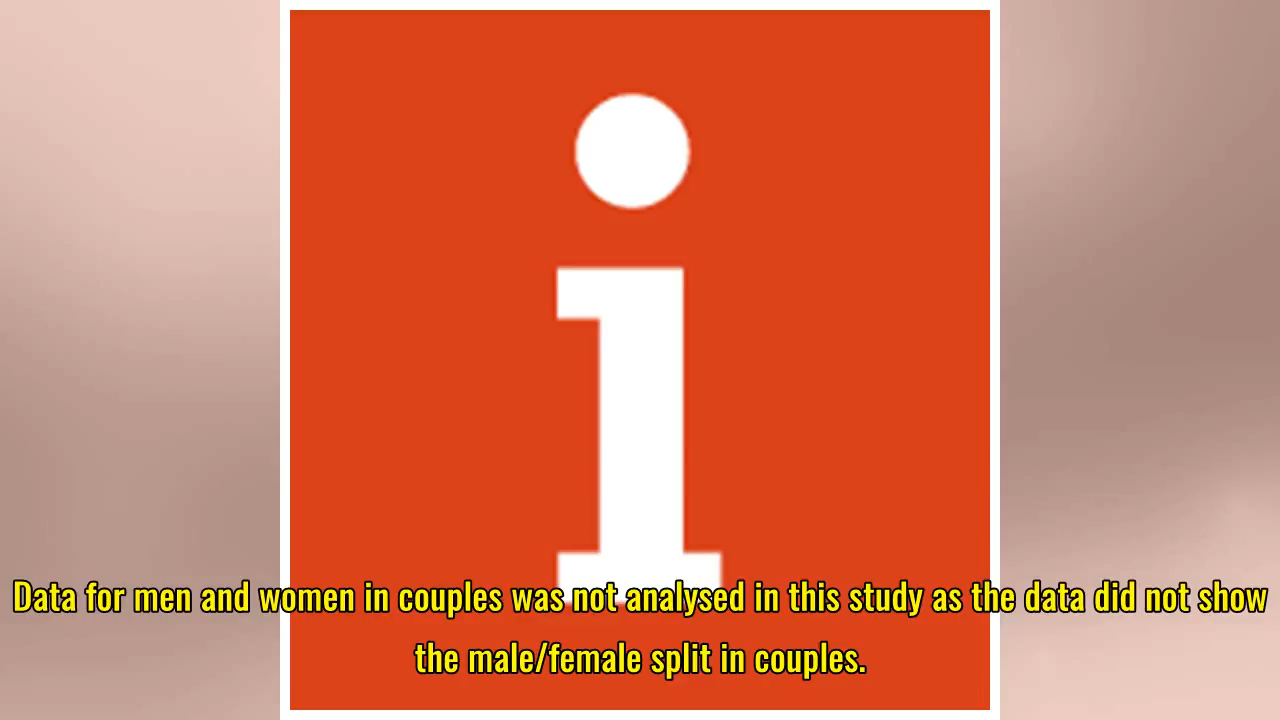 i
Data for men and women in couples was not analysed in this study as the data did not show
the male/female split in couples.